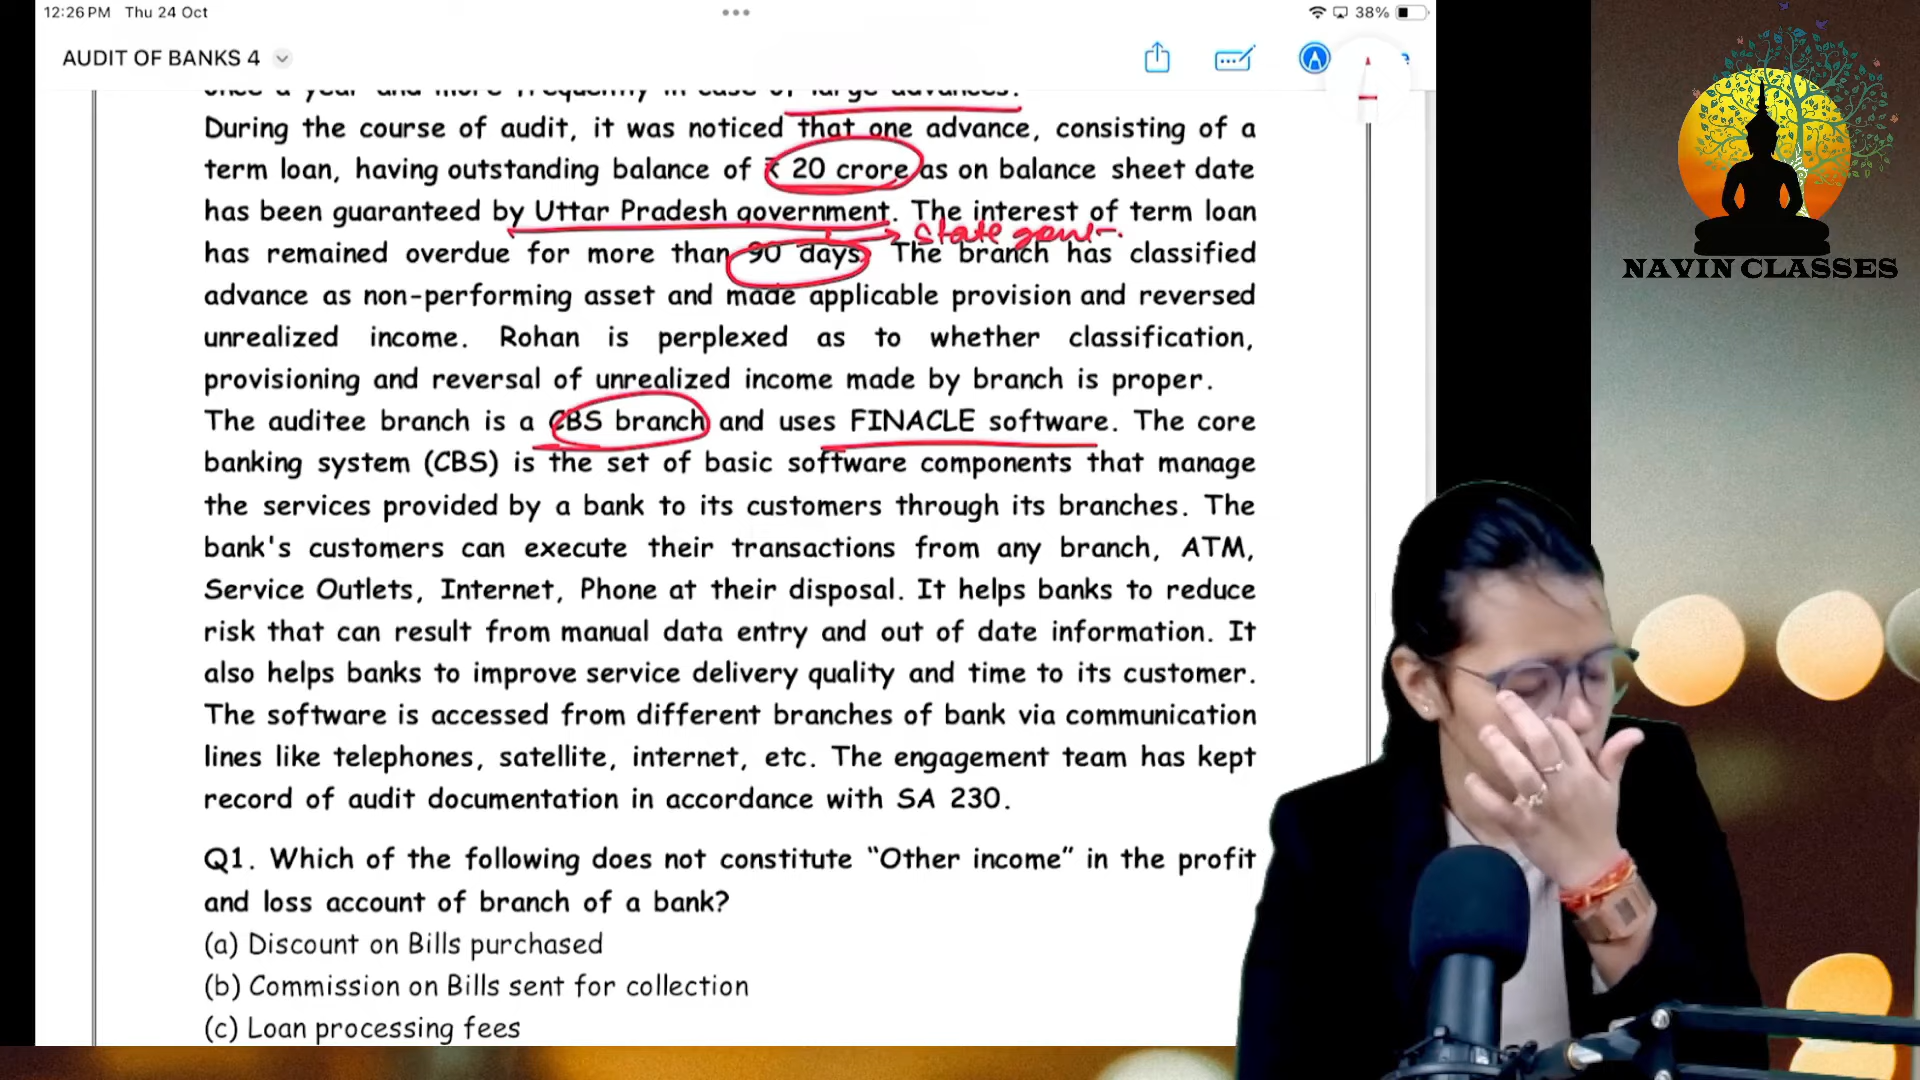 12:26 PM Thu 24 Oct
38%
AUDIT OF BANKS 4
once a year and more frequently in case of large advances.
During the course of audit, it was noticed that one advance, consisting of a
term loan, having outstanding balance of ₹ 20 crore as on balance sheet date
has been guaranteed by Uttar Pradesh government. The interest of term loan
state govt.
has remained overdue for more than 90 days. The branch has classified
advance as non-performing asset and made applicable provision and reversed
unrealized income. Rohan is perplexed as to whether classification,
provisioning and reversal of unrealized income made by branch is proper.
The auditee branch is a CBS branch and uses FINACLE software. The core
banking system (CBS) is the set of basic software components that manage
the services provided by a bank to its customers through its branches. The
bank's customers can execute their transactions from any branch, ATM,
Service Outlets, Internet, Phone at their disposal. It helps banks to reduce
risk that can result from manual data entry and out of date information. It
also helps banks to improve service delivery quality and time to its customer.
The software is accessed from different branches of bank via communication
lines like telephones, satellite, internet, etc. The engagement team has kept
record of audit documentation in accordance with SA 230.
Q1. Which of the following does not constitute “Other income” in the profit
and loss account of branch of a bank?
(a) Discount on Bills purchased
(b) Commission on Bills sent for collection
(c) Loan processing fees
NAVIN CLASSES